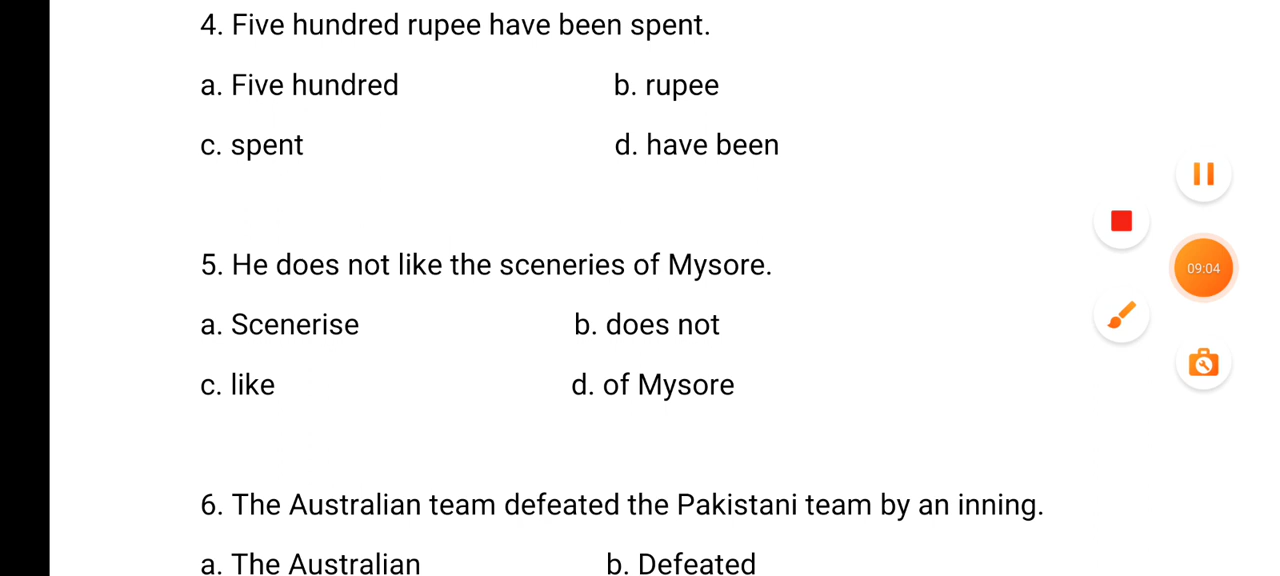 4. Five hundred rupee have been spent.
a. Five hundred b. rupee
c. spent d. have been
5. He does not like the sceneries of Mysore.
a. Scenerise b. does not
c. like d. of Mysore
09:04
6. The Australian team defeated the Pakistani team by an inning.
a. The Australian b. Defeated